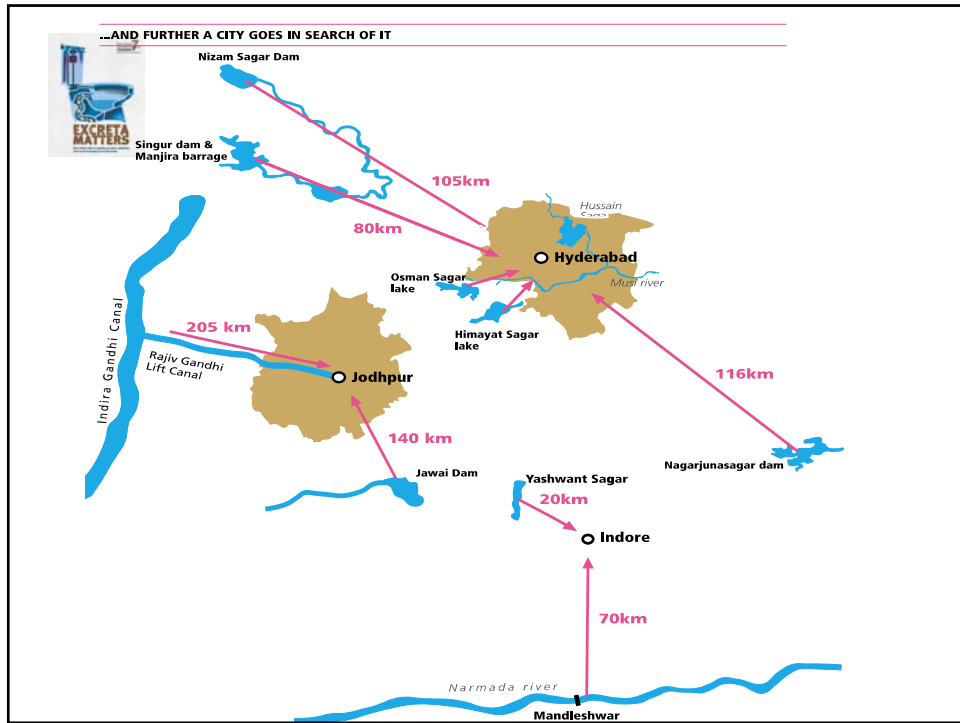 ...AND FURTHER A CITY GOES IN SEARCH OF IT
EXCRETA
MATTERS
Nizam Sagar Dam
Singur dam &
Manjira barrage
105km
80km
Hussain
Hyderabad
Musi river
Osman Sagar
lake
Himayat Sagar
lake
116km
Nagarjunasagar dam
Indira Gandhi Canal
205 km
Rajiv Gandhi
Lift Canal
Jodhpur
140 km
Jawai Dam
Yashwant Sagar
20km
Indore
70km
Narmada river
Mandleshwar